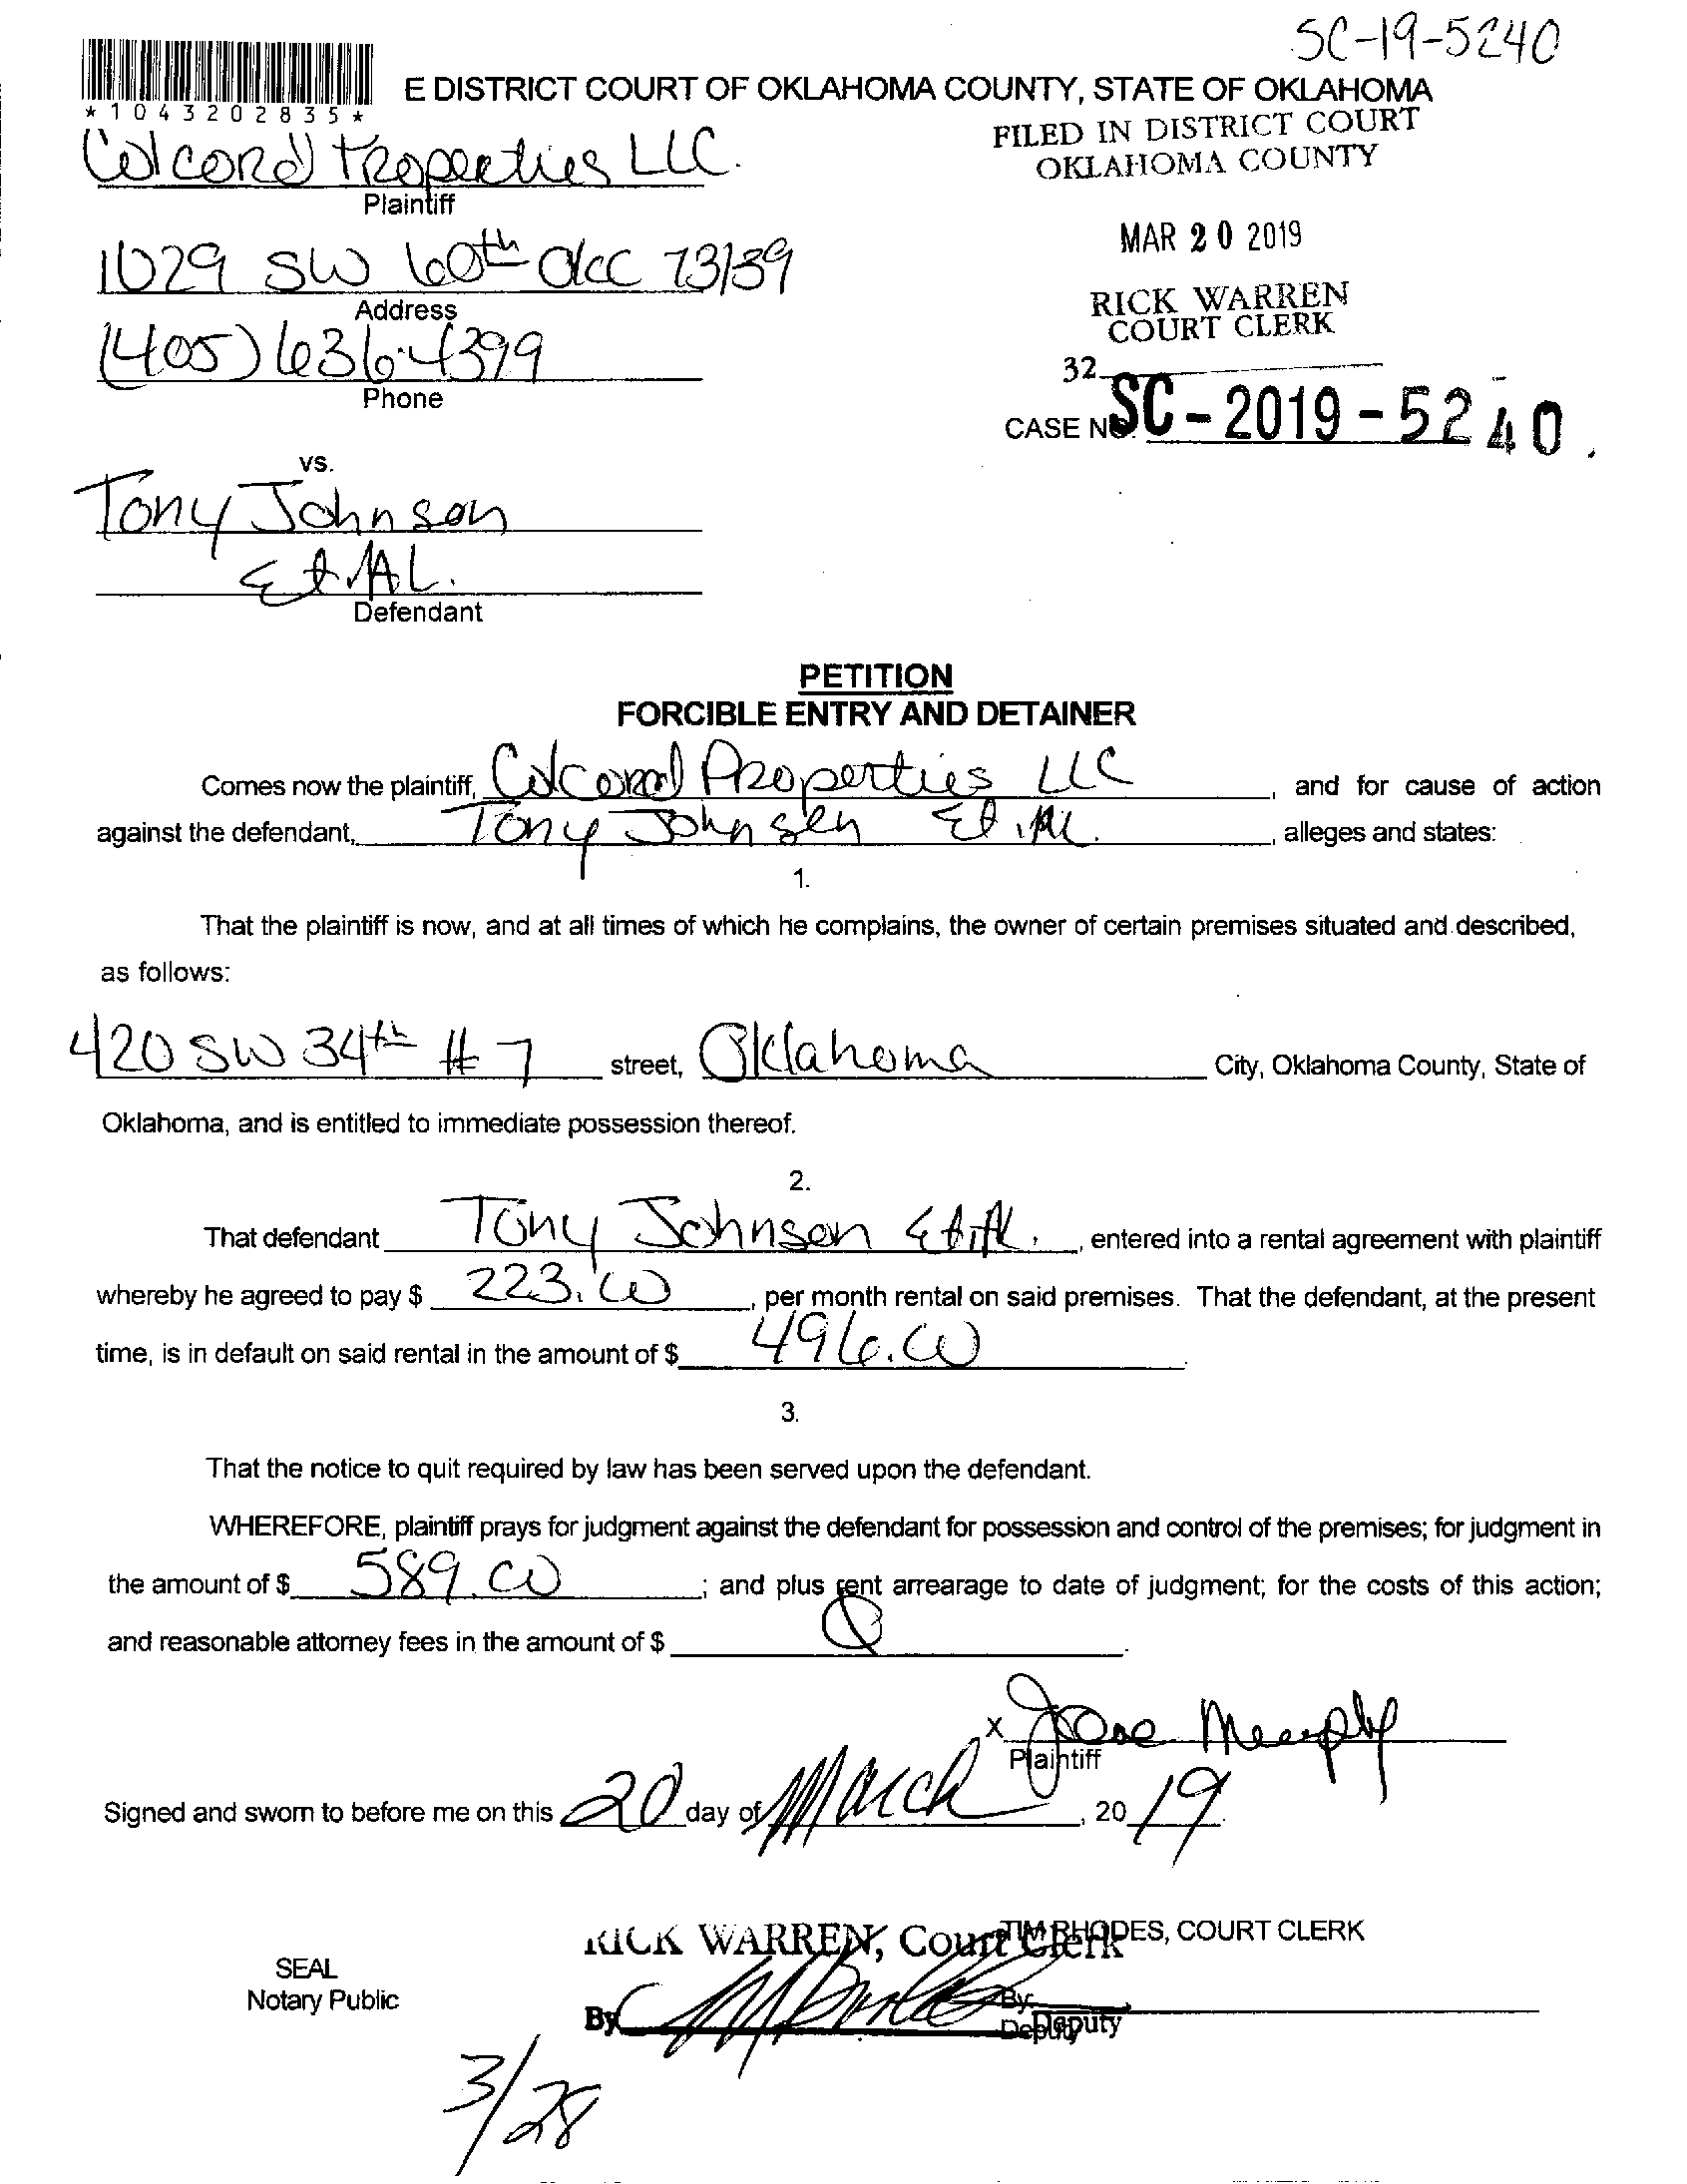 SC-19-5240
E DISTRICT COURT OF OKLAHOMA COUNTY, STATE OF OKLAHOMA
*1043202835*
FILED IN DISTRICT COURT
OKLAHOMA COUNTY
Colcord Properties LLC.
Plaintiff
MAR 20 2019
1029 SW 60th OKC 73139
Address
RICK WARREN
COURT CLERK
(405) 636-4399
Phone
32
CASE NO. SC-2019-5240.
vs.
Tony Johnson
Et.AL.
Defendant
PETITION
FORCIBLE ENTRY AND DETAINER
Comes now the plaintiff, Colcord Properties LLC, and for cause of action
against the defendant, Tony Johnson Et.AL., alleges and states:
1.
That the plaintiff is now, and at all times of which he complains, the owner of certain premises situated and described,
as follows:
420 SW 34th #7 street, Oklahoma City, Oklahoma County, State of
Oklahoma, and is entitled to immediate possession thereof.
2.
That defendant Tony Johnson Et.Al., entered into a rental agreement with plaintiff
whereby he agreed to pay $ 223.00, per month rental on said premises. That the defendant, at the present
time, is in default on said rental in the amount of $ 496.00.
3.
That the notice to quit required by law has been served upon the defendant.
WHEREFORE, plaintiff prays for judgment against the defendant for possession and control of the premises; for judgment in
the amount of $ 589.00; and plus rent arrearage to date of judgment; for the costs of this action;
and reasonable attorney fees in the amount of $ .
x Murphy
Plaintiff
Signed and sworn to before me on this 20 day of March, 2019.
RICK WARREN, Court Clerk
TIM RHODES, COURT CLERK
SEAL
Notary Public
By
By:
Deputy
Deputy
3/28